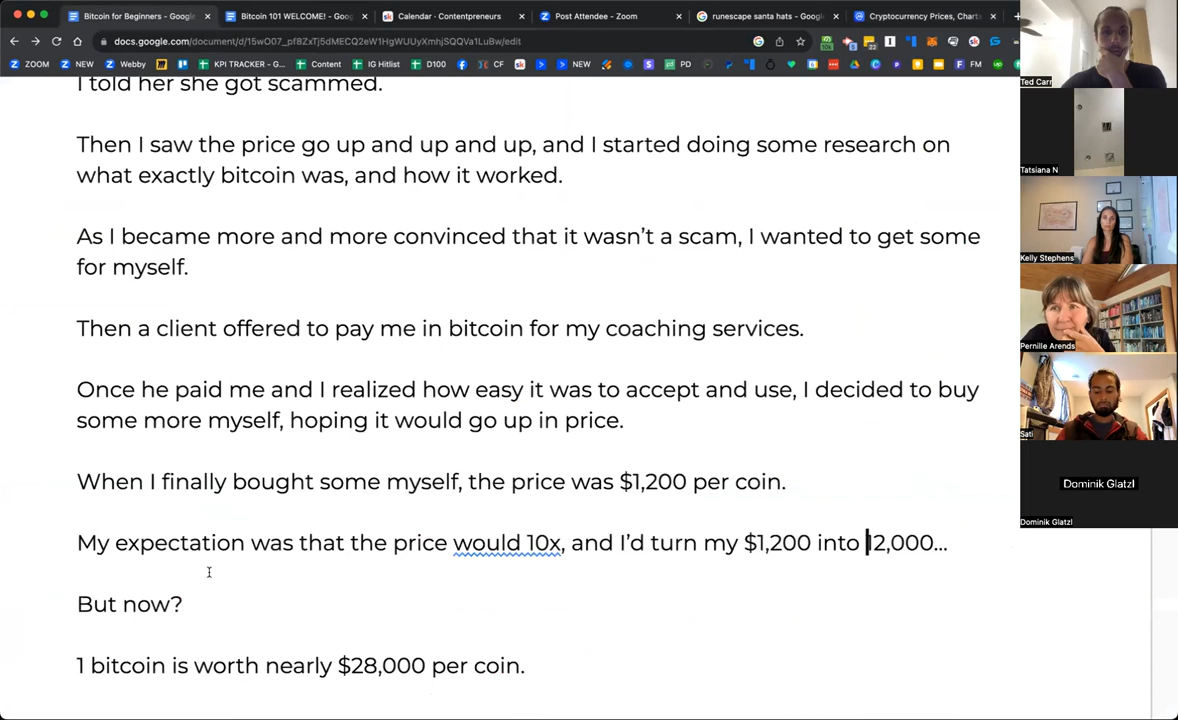 Bitcoin for Beginners - Google
Bitcoin 101 WELCOME! - Goog
Calendar · Contentpreneurs
Post Attendee - Zoom
runescape santa hats - Google
Cryptocurrency Prices, Charts
docs.google.com/document/d/15wO07_pf8ZxTj5dMECQ2eW1HgWUUyXmhjSQQVa1LuBw/edit
ZOOM NEW Webby KPI TRACKER - G... Content IG Hitlist D100 CF NEW PD FM
I told her she got scammed.
Then I saw the price go up and up and up, and I started doing some research on
what exactly bitcoin was, and how it worked.
As I became more and more convinced that it wasn't a scam, I wanted to get some
for myself.
Then a client offered to pay me in bitcoin for my coaching services.
Once he paid me and I realized how easy it was to accept and use, I decided to buy
some more myself, hoping it would go up in price.
When I finally bought some myself, the price was $1,200 per coin.
My expectation was that the price would 10x, and I'd turn my $1,200 into 12,000...
But now?
1 bitcoin is worth nearly $28,000 per coin.
Ted Carr
Tatsiana N
Kelly Stephens
Pernille Arends
Sati
Dominik Glatzl
Dominik Glatzl